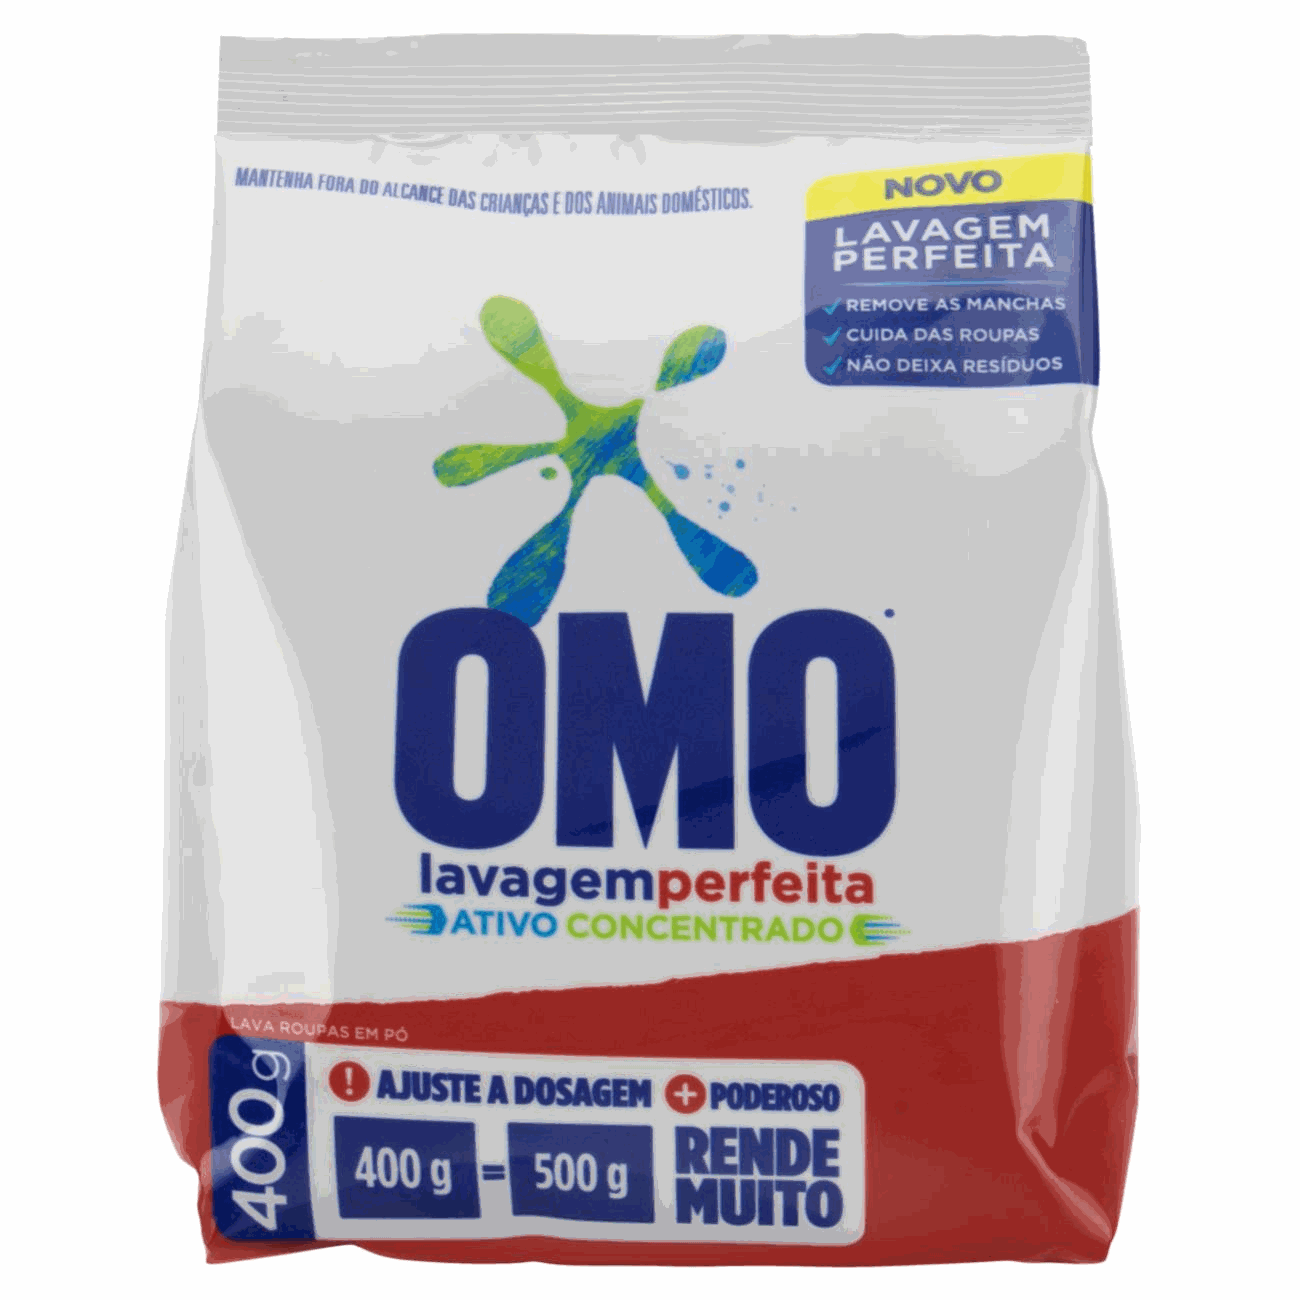 MANTENHA FORA DO ALCANCE DAS CRIANÇAS E DOS ANIMAIS DOMÉSTICOS.
NOVO
LAVAGEM
PERFEITA
REMOVE AS MANCHAS
CUIDA DAS ROUPAS
NÃO DEIXA RESÍDUOS
OMO
lavagemperfeita
ATIVO CONCENTRADO
LAVA ROUPAS EM PÓ
400 g
! AJUSTE A DOSAGEM + PODEROSO
400 g = 500 g
RENDE
MUITO